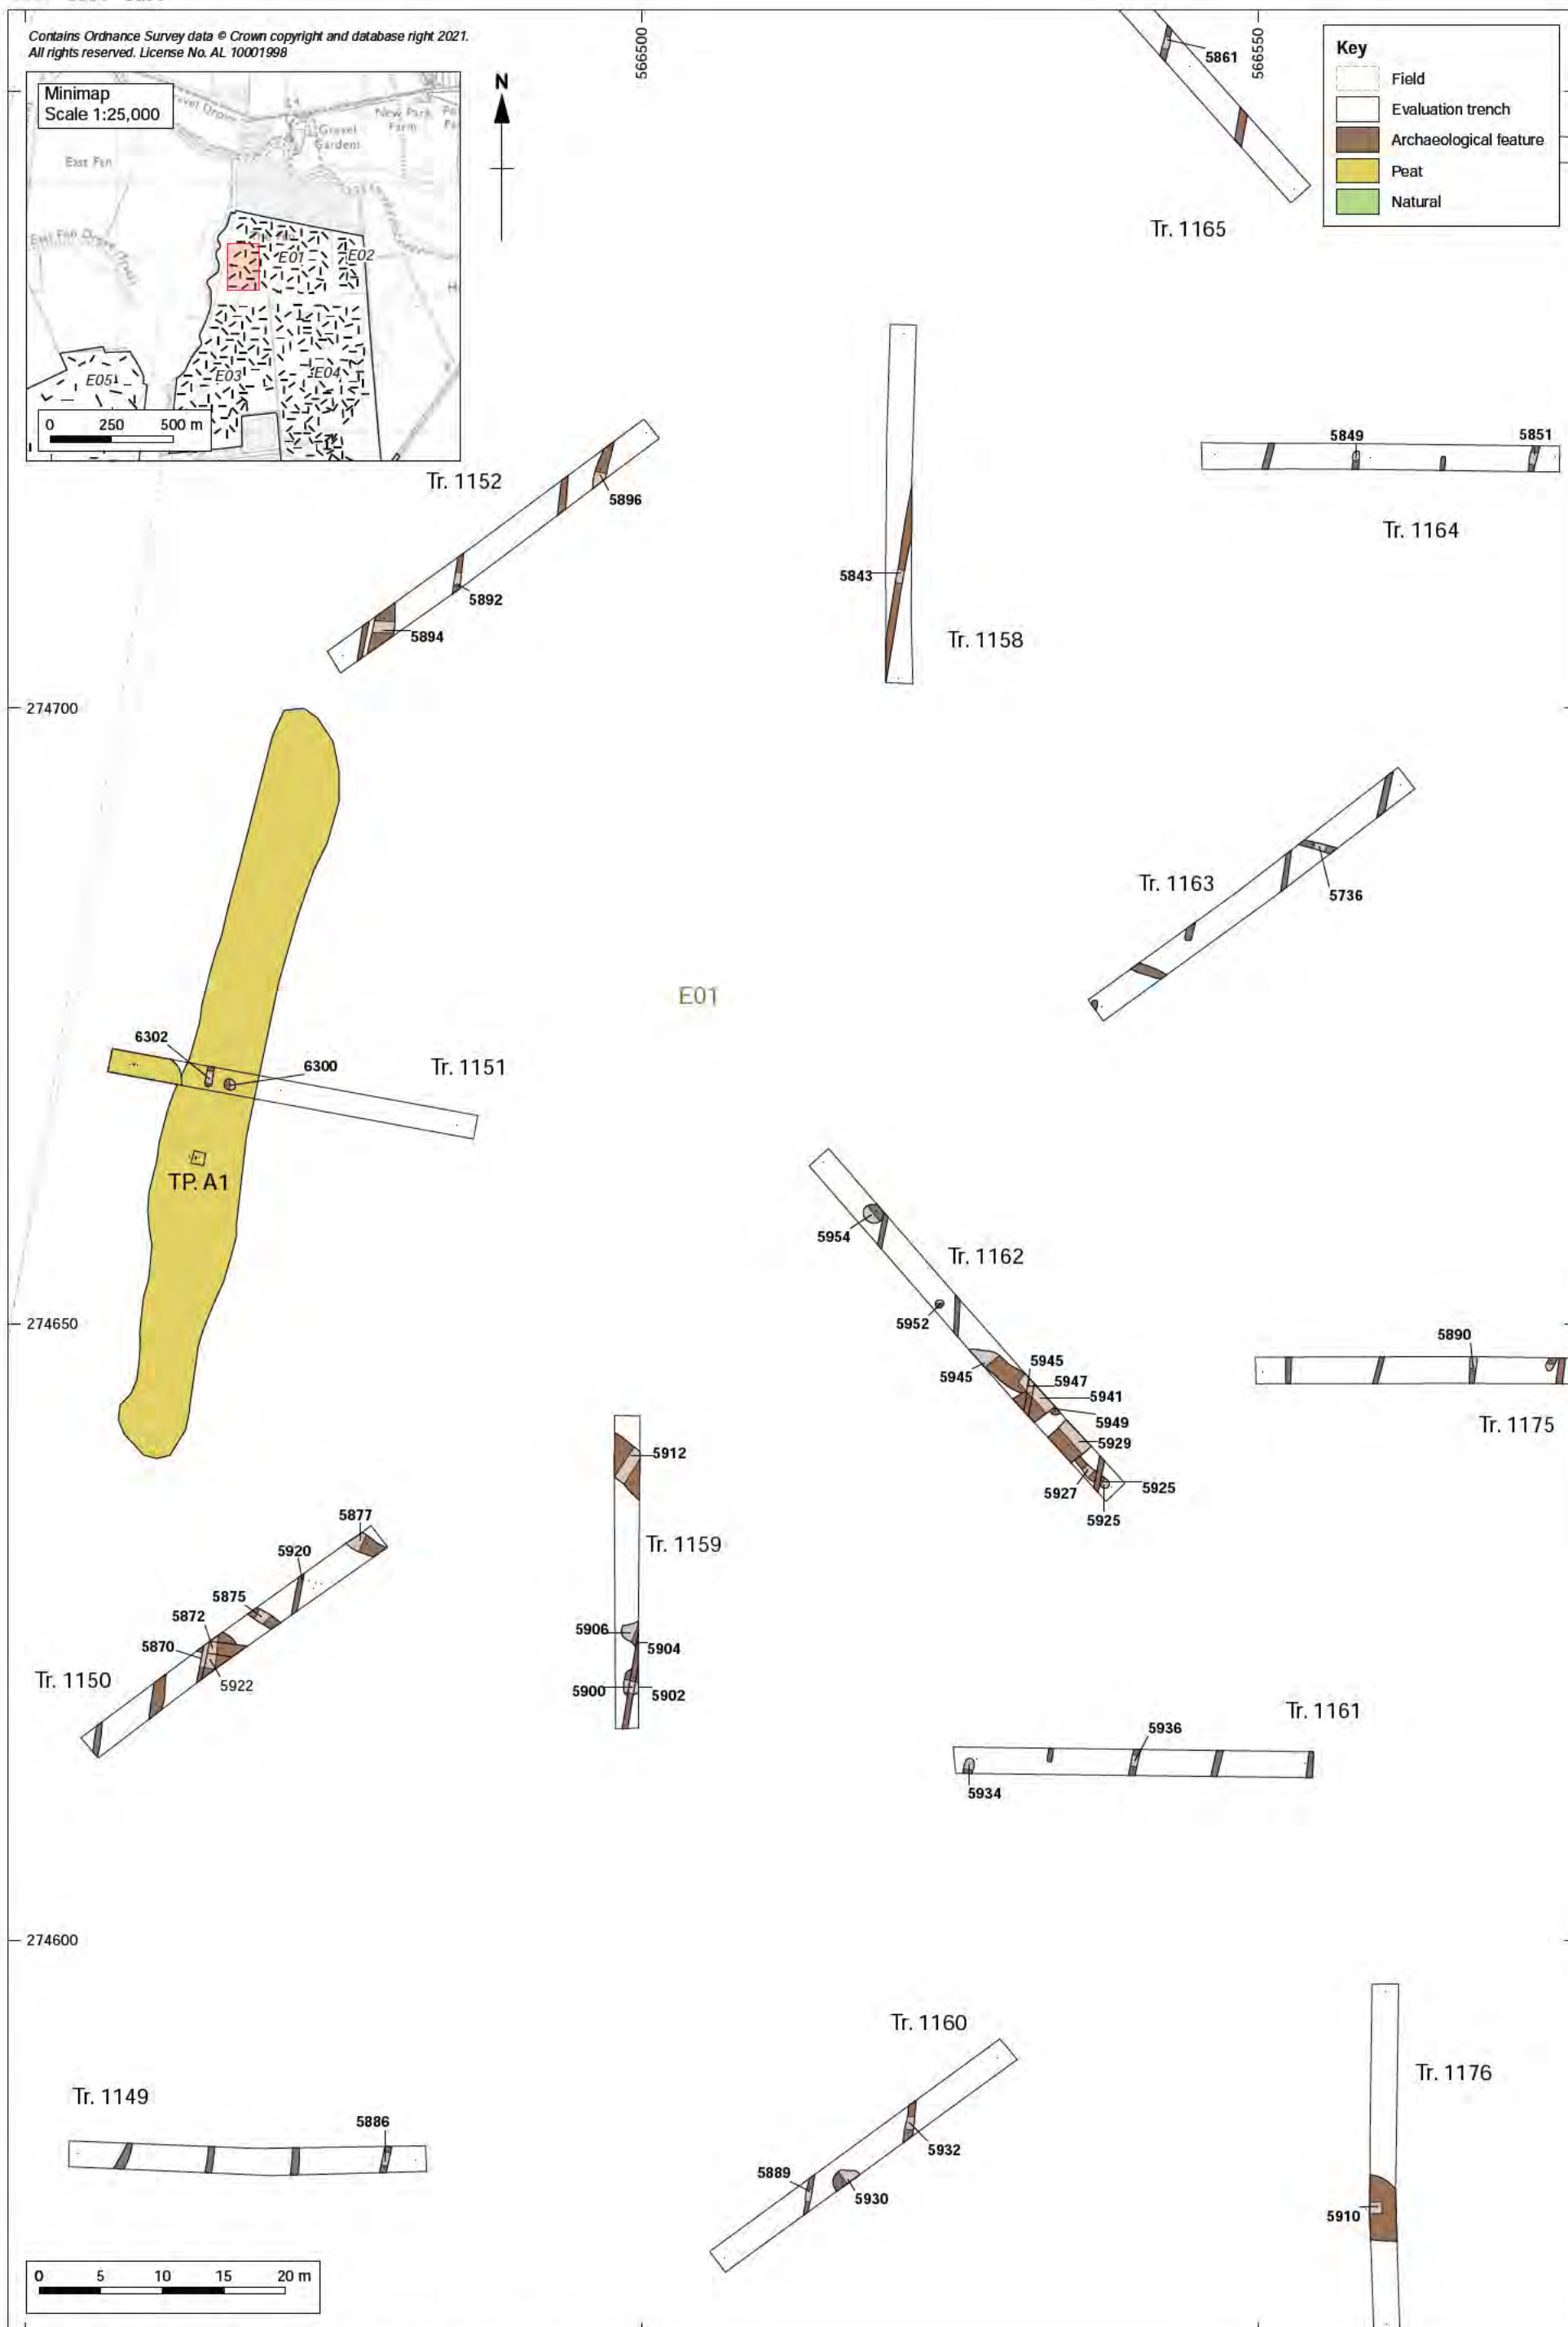 Contains Ordnance Survey data © Crown copyright and database right 2021.
All rights reserved. License No. AL 10001998
566500
566550
Minimap
Scale 1:25,000
Gravel
Gardens
New Park
Farm
East Fen
East Fen Drove (Track)
E01
E02
E03
E04
E05
0 250 500 m
N
Key
Field
Evaluation trench
Archaeological feature
Peat
Natural
5861
Tr. 1165
Tr. 1152
5896
5892
5894
5843
Tr. 1158
5849
5851
Tr. 1164
274700
Tr. 1163
5736
E01
6302
6300
Tr. 1151
TP. A1
5954
Tr. 1162
5952
274650
5945
5945
5947
5941
5949
5929
5927
5925
5925
5890
Tr. 1175
5912
Tr. 1159
5877
5920
5875
5872
5870
5922
Tr. 1150
5906
5904
5900
5902
Tr. 1161
5936
5934
274600
Tr. 1160
5932
5889
5930
Tr. 1176
5910
Tr. 1149
5886
0 5 10 15 20 m